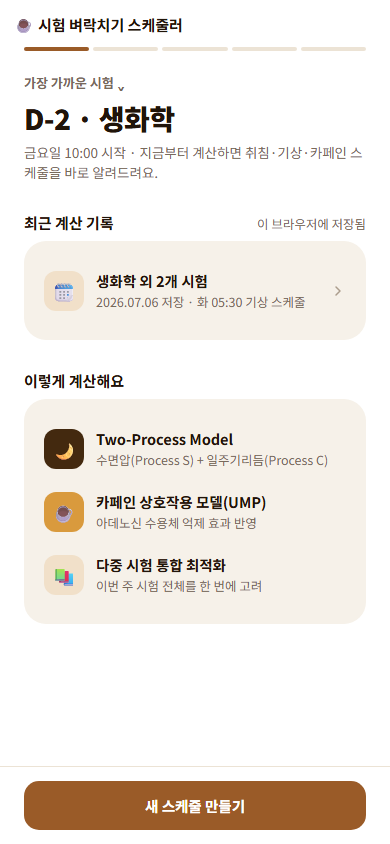 시험 벼락치기 스케줄러
가장 가까운 시험
D-2 · 생화학
금요일 10:00 시작 · 지금부터 계산하면 취침·기상·카페인 스
케줄을 바로 알려드려요.
최근 계산 기록
이 브라우저에 저장됨
생화학 외 2개 시험
2026.07.06 저장 · 화 05:30 기상 스케줄
이렇게 계산해요
Two-Process Model
수면압(Process S) + 일주기리듬(Process C)
카페인 상호작용 모델(UMP)
아데노신 수용체 억제 효과 반영
다중 시험 통합 최적화
이번 주 시험 전체를 한 번에 고려
새 스케줄 만들기